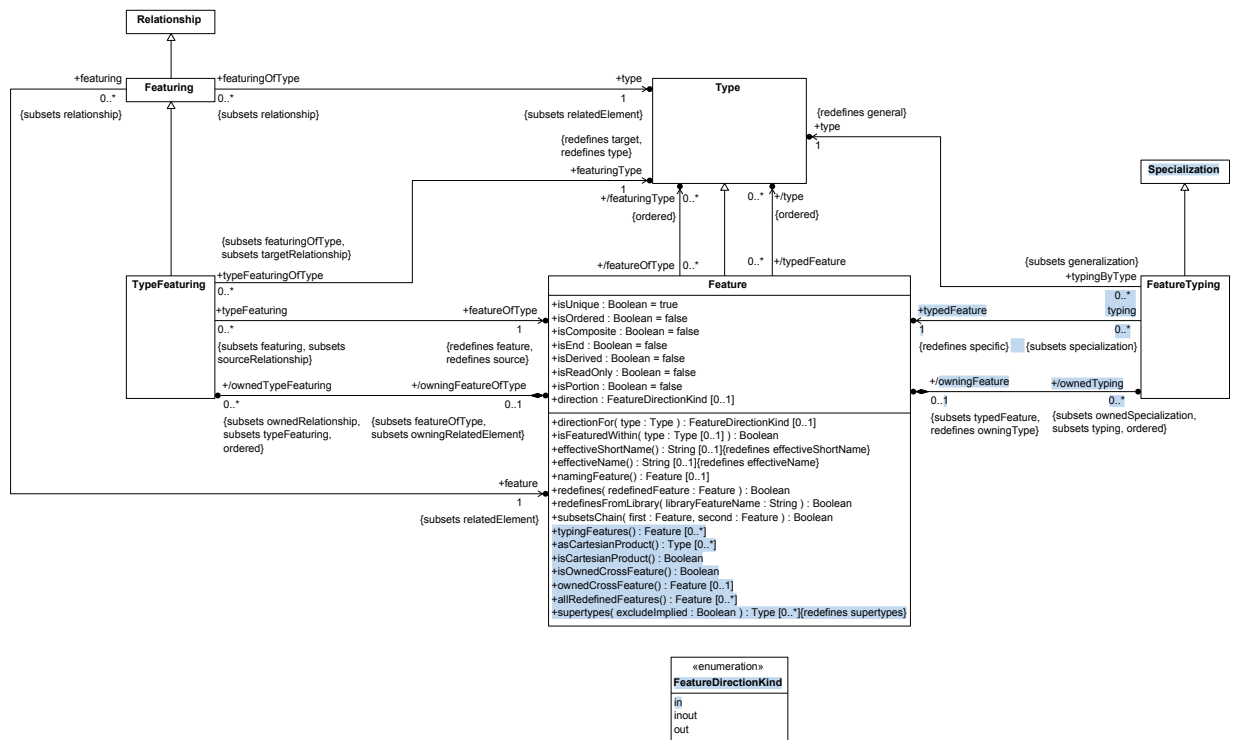 Relationship
+featuring
0..*
{subsets relationship}
Featuring
+featuringOfType
0..*
{subsets relationship}
+type
1
{subsets relatedElement}
Type
{redefines general}
+type
1
{redefines target,
redefines type}
+featuringType
1
+/featuringType
0..*
{ordered}
0..*
+/type
{ordered}
Specialization
{subsets featuringOfType,
subsets targetRelationship}
+typeFeaturingOfType
0..*
+/featureOfType
0..*
0..*
+/typedFeature
{subsets generalization}
+typingByType
0..*
TypeFeaturing
+typeFeaturing
0..*
{subsets featuring, subsets
sourceRelationship}
+featureOfType
1
{redefines feature,
redefines source}
+/ownedTypeFeaturing
0..*
{subsets ownedRelationship,
subsets typeFeaturing,
ordered}
+/owningFeatureOfType
0..1
{subsets featureOfType,
subsets owningRelatedElement}
+feature
1
{subsets relatedElement}
Feature
+isUnique : Boolean = true
+isOrdered : Boolean = false
+isComposite : Boolean = false
+isEnd : Boolean = false
+isDerived : Boolean = false
+isReadOnly : Boolean = false
+isPortion : Boolean = false
+direction : FeatureDirectionKind [0..1]
+directionFor( type : Type ) : FeatureDirectionKind [0..1]
+isFeaturedWithin( type : Type [0..1] ) : Boolean
+effectiveShortName() : String [0..1]{redefines effectiveShortName}
+effectiveName() : String [0..1]{redefines effectiveName}
+namingFeature() : Feature [0..1]
+redefines( redefinedFeature : Feature ) : Boolean
+redefinesFromLibrary( libraryFeatureName : String ) : Boolean
+subsetsChain( first : Feature, second : Feature ) : Boolean
+typingFeatures() : Feature [0..*]
+asCartesianProduct() : Type [0..*]
+isCartesianProduct() : Boolean
+isOwnedCrossFeature() : Boolean
+ownedCrossFeature() : Feature [0..1]
+allRedefinedFeatures() : Feature [0..*]
+supertypes( excludeImplied : Boolean ) : Type [0..*]{redefines supertypes}
FeatureTyping
+typedFeature
1
{redefines specific}
typing
0..*
{subsets specialization}
+/owningFeature
0..1
{subsets typedFeature,
redefines owningType}
+/ownedTyping
0..*
{subsets ownedSpecialization,
subsets typing, ordered}
«enumeration»
FeatureDirectionKind
in
inout
out